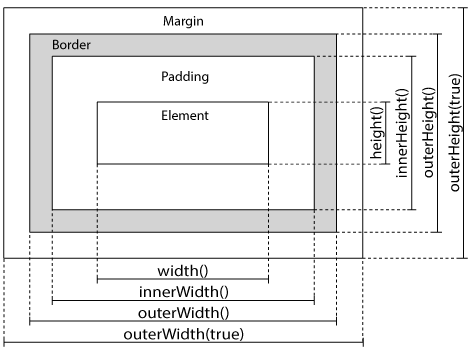 Margin
Border
Padding
Element
height()
innerHeight()
outerHeight()
outerHeight(true)
width()
innerWidth()
outerWidth()
outerWidth(true)